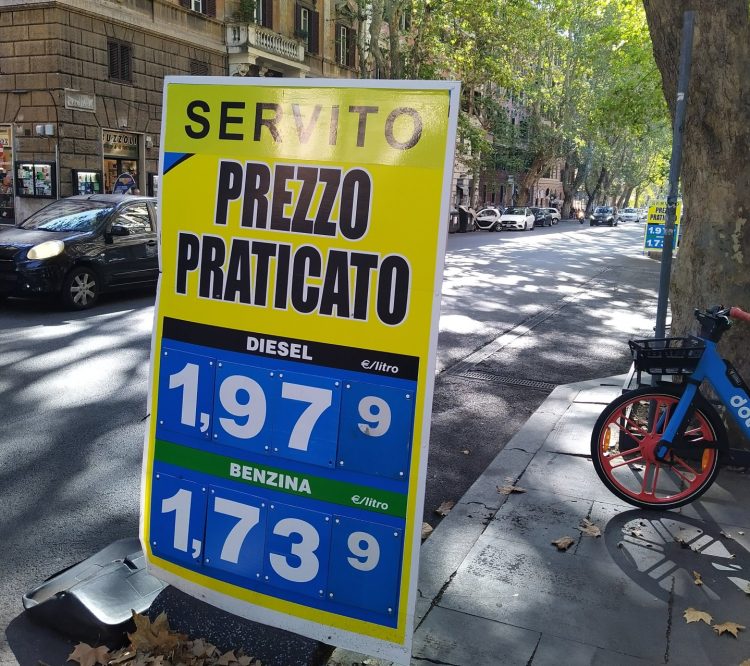 SERVITO
PREZZO
PRATICATO
DIESEL €/litro
1,97 9
BENZINA €/litro
1,73 9